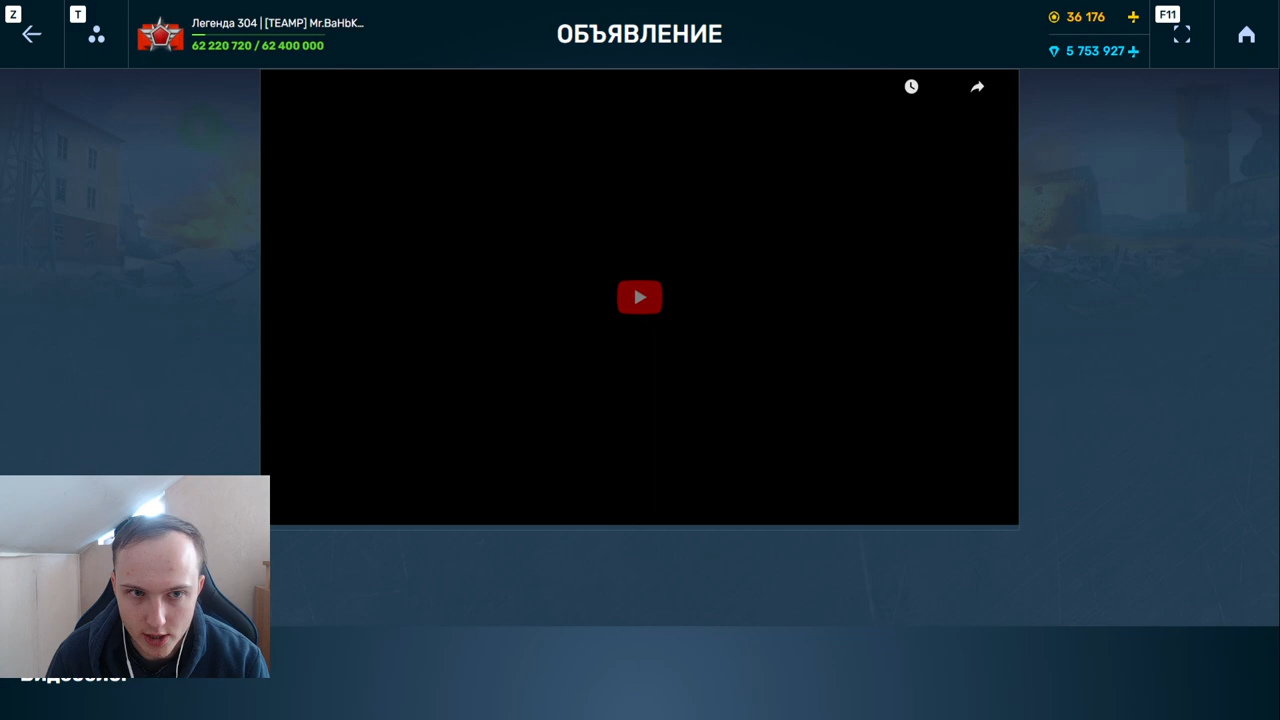 Z
T
Легенда 304 | [TEAMP] Mr.BaHbK...
62 220 720 / 62 400 000
ОБЪЯВЛЕНИЕ
36 176
5 753 927
F11